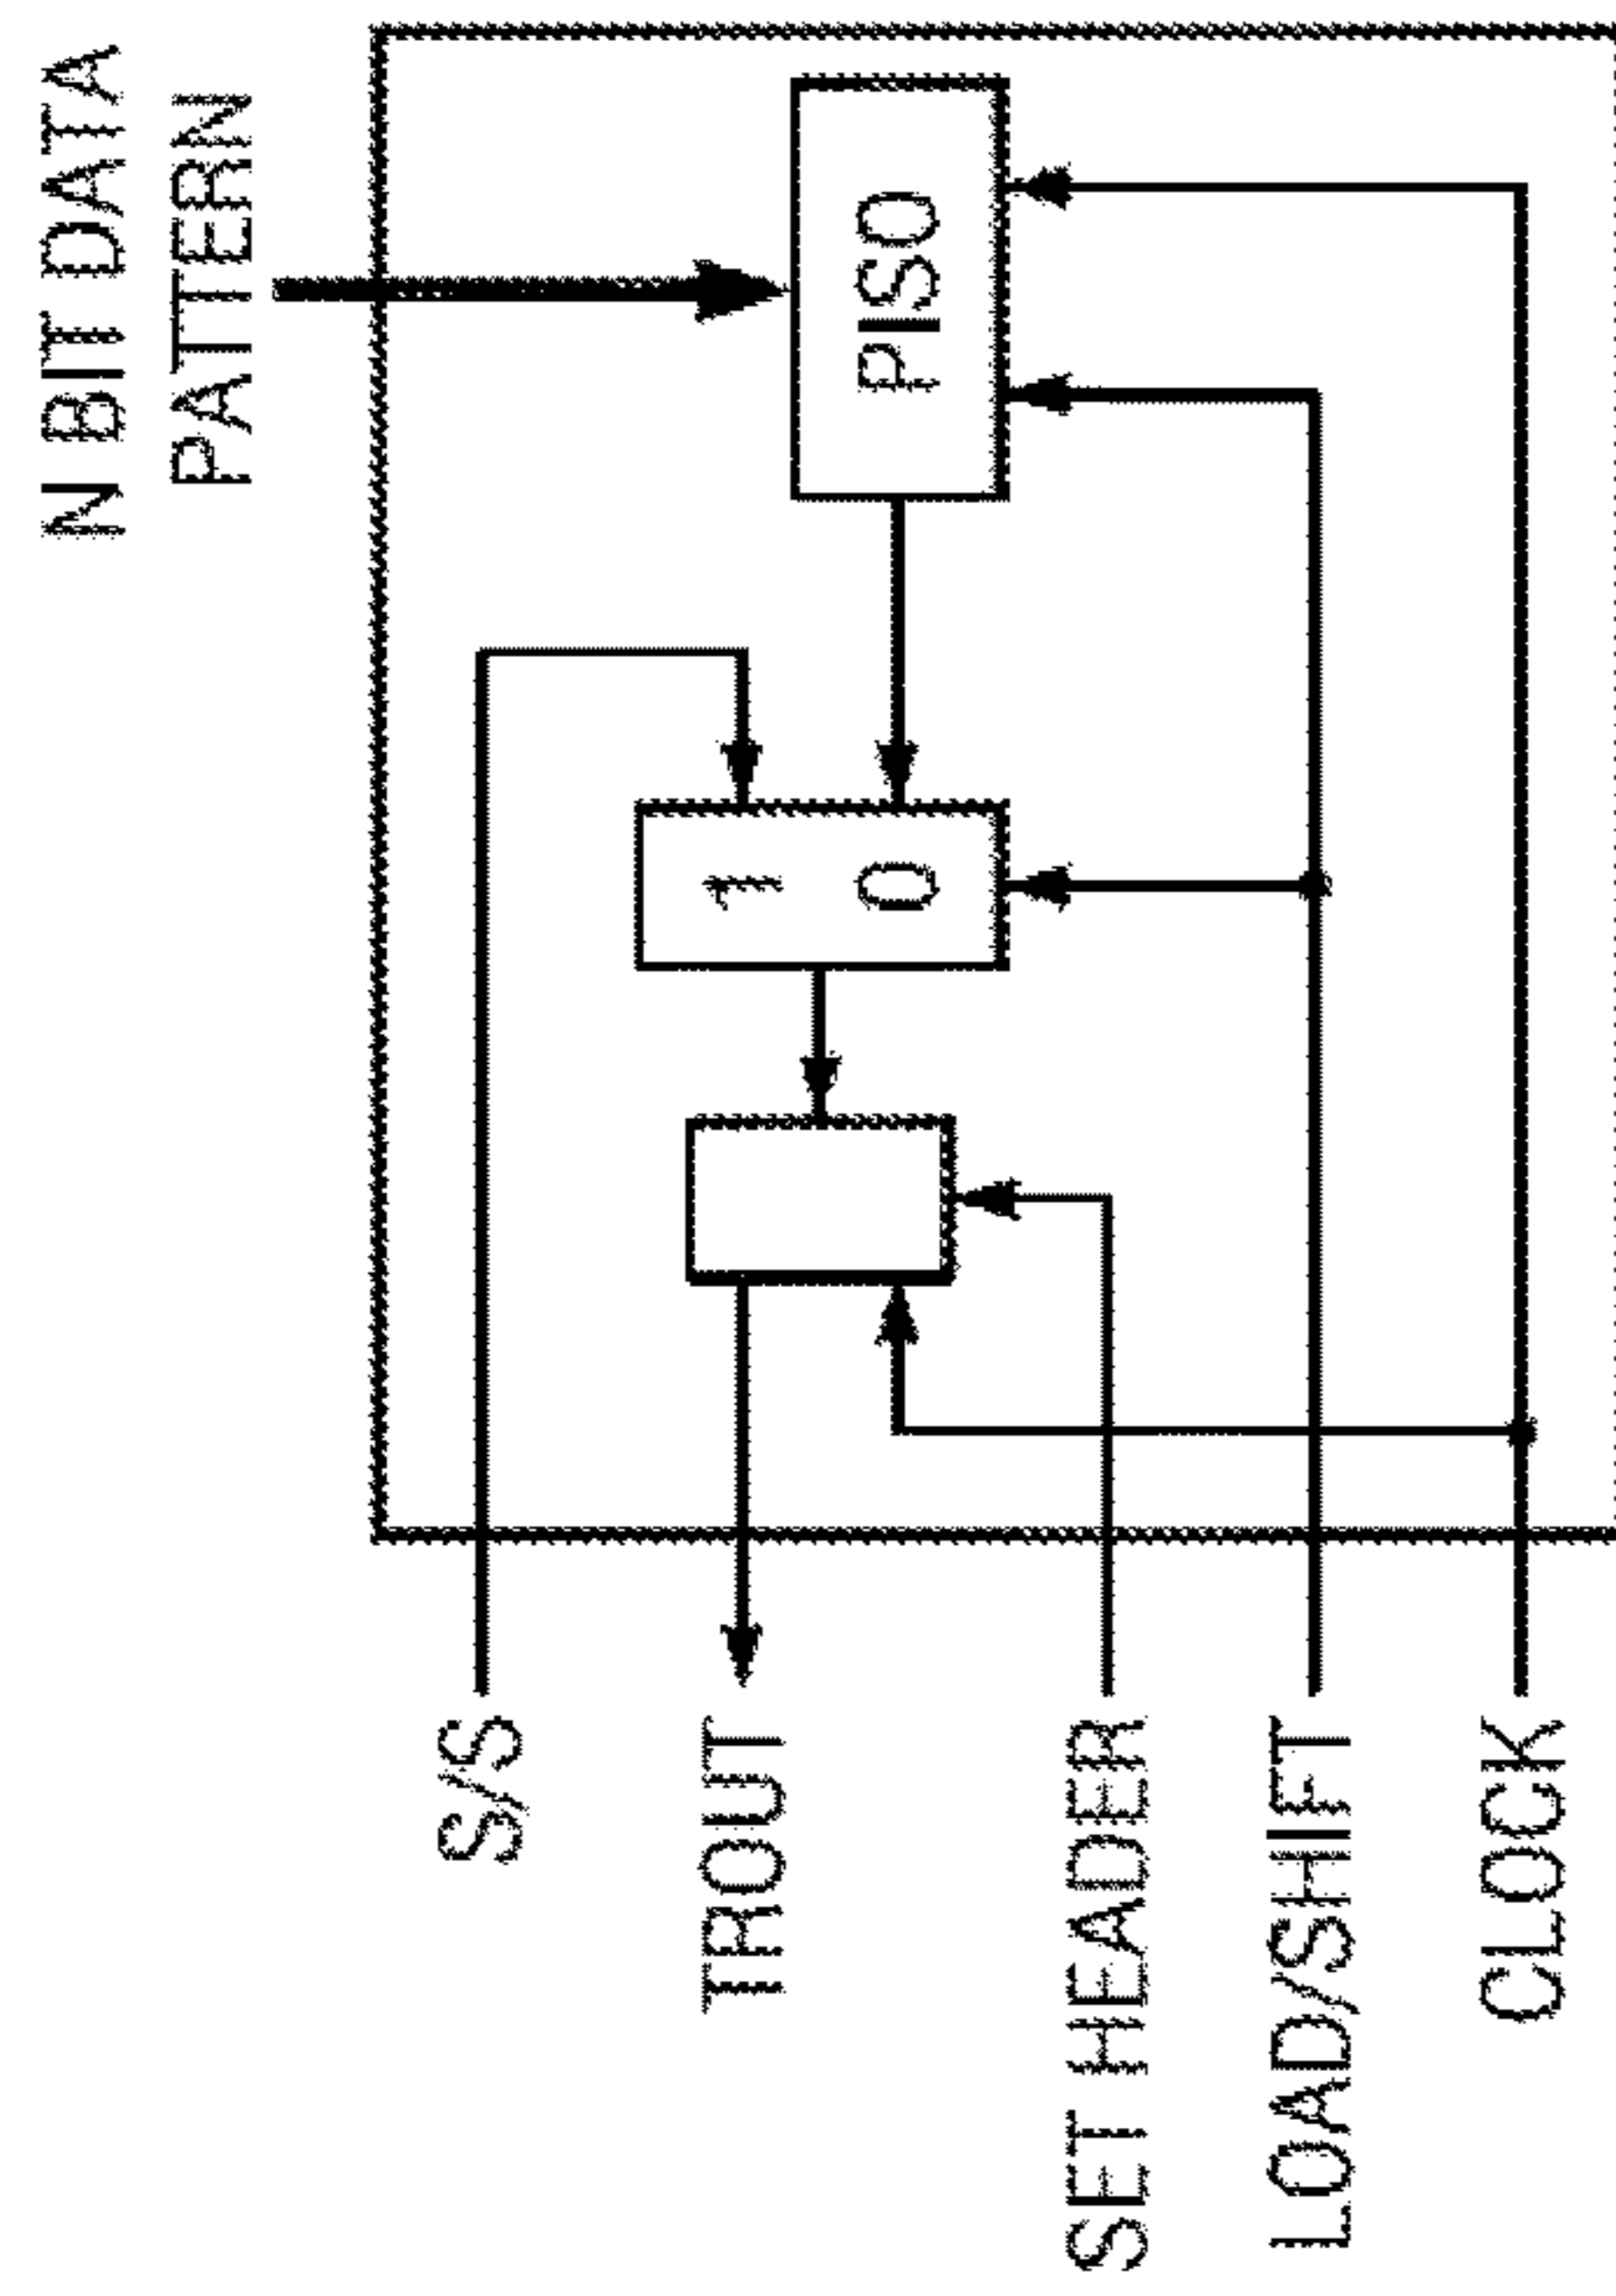 N BIT DATA
PATTERN
PISO
1
0
S/S
TROUT
SET HEADER
LOAD/SHIFT
CLOCK